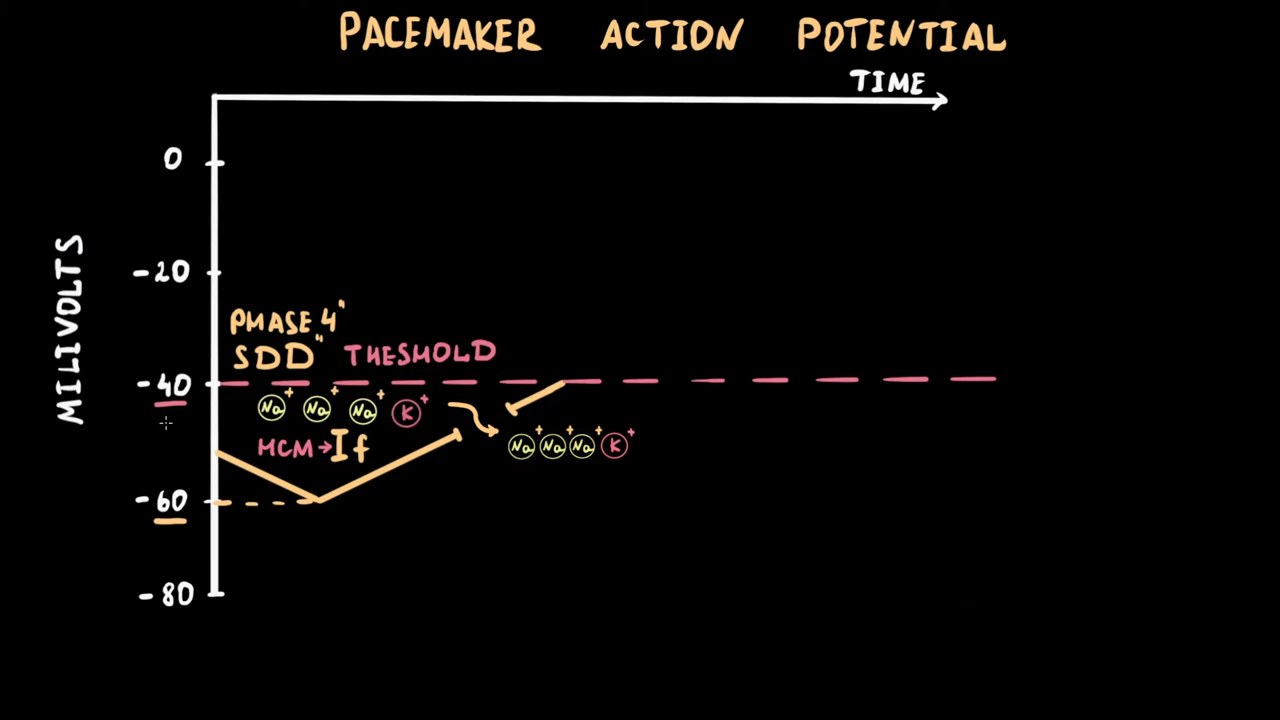 PACEMAKER ACTION POTENTIAL
TIME
MILIVOLTS
0
-20
-40
-60
-80
PHASE 4"
SDD"
THESHOLD
Na+ Na+ Na+ K+
HCM→If
Na+ Na+ Na+ K+